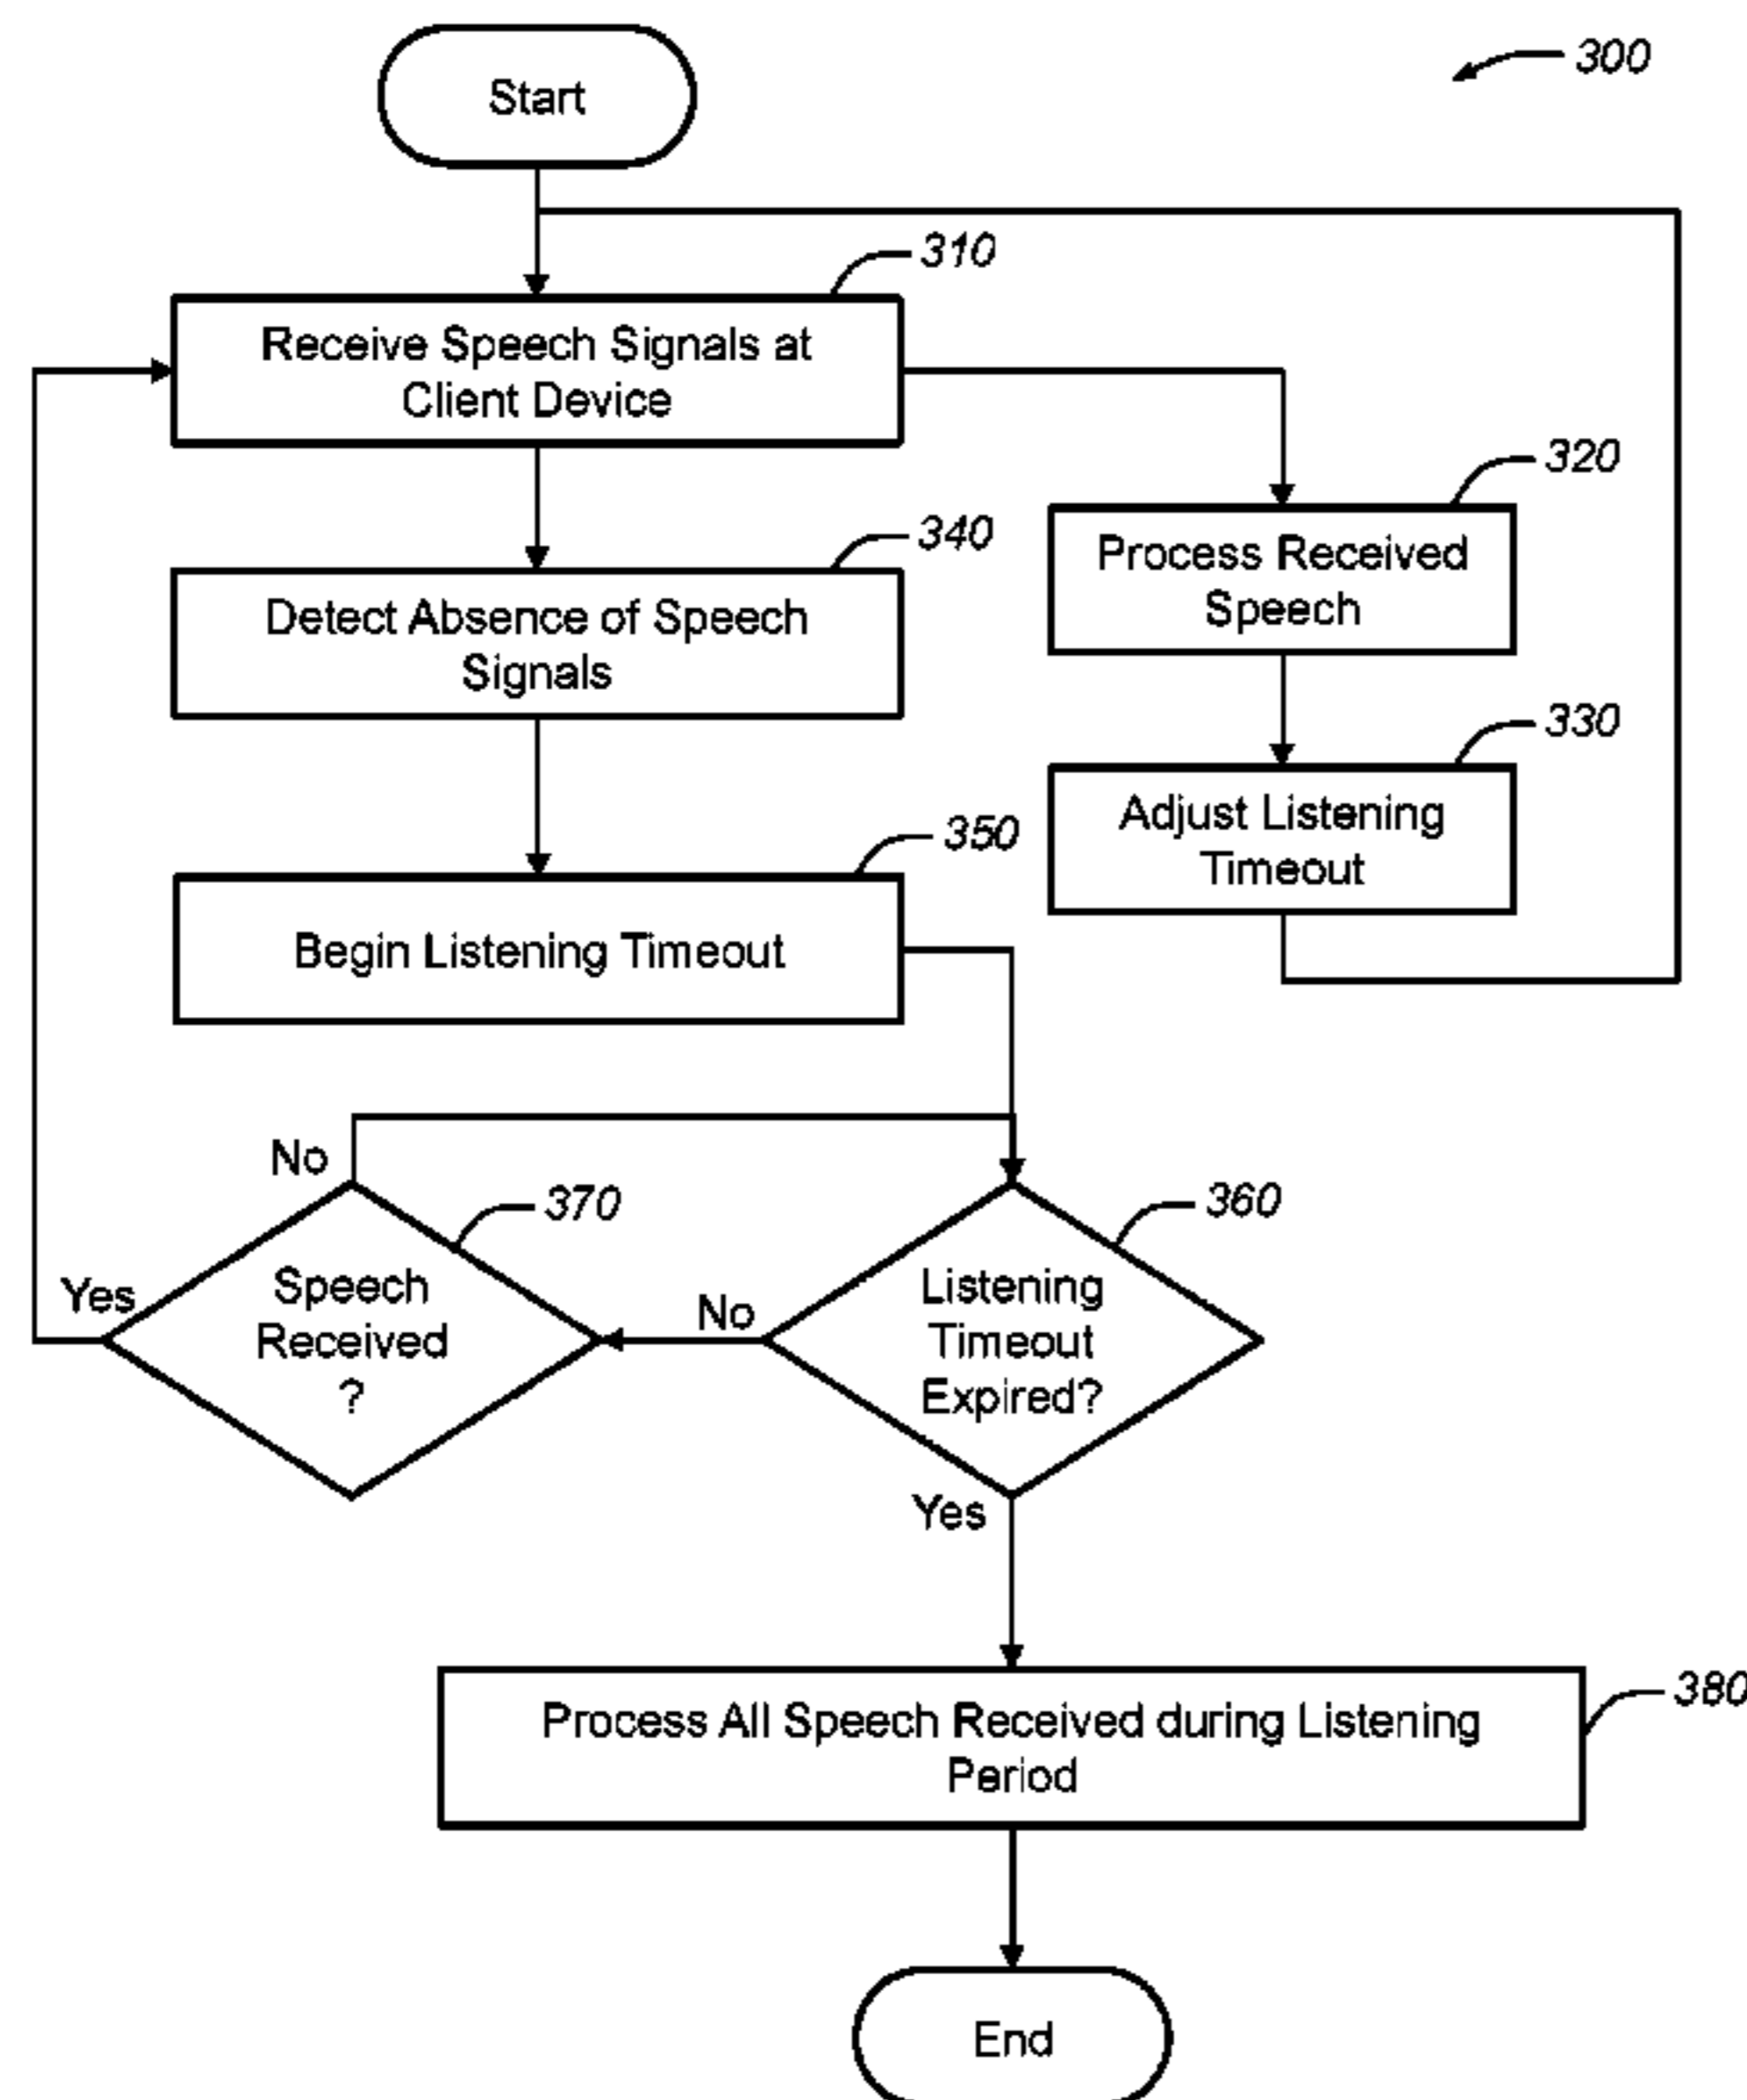 Start
300
310
Receive Speech Signals at
Client Device
320
Process Received
Speech
340
Detect Absence of Speech
Signals
330
Adjust Listening
Timeout
350
Begin Listening Timeout
No
370
360
Yes
Speech
Received
?
No
Listening
Timeout
Expired?
Yes
380
Process All Speech Received during Listening
Period
End